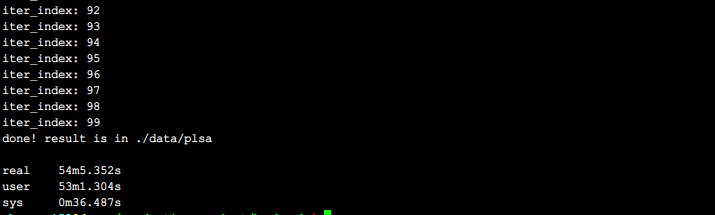 iter_index: 92
iter_index: 93
iter_index: 94
iter_index: 95
iter_index: 96
iter_index: 97
iter_index: 98
iter_index: 99
done! result is in ./data/plsa
real 54m5.352s
user 53m1.304s
sys 0m36.487s